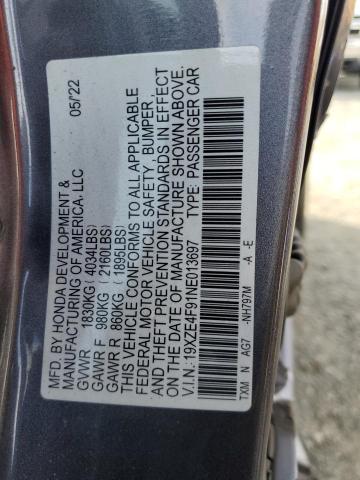 MFD. BY HONDA DEVELOPMENT & 05/22
MANUFACTURING OF AMERICA, LLC
GVWR 1830KG ( 4034LBS)
GAWR F 980KG ( 2160LBS)
GAWR R 860KG ( 1895LBS)
THIS VEHICLE CONFORMS TO ALL APPLICABLE
FEDERAL MOTOR VEHICLE SAFETY, BUMPER,
AND THEFT PREVENTION STANDARDS IN EFFECT
ON THE DATE OF MANUFACTURE SHOWN ABOVE.
V.I.N.:19XZE4F91NE013697 TYPE: PASSENGER CAR
TXM N AG7 -NH797M -A -E